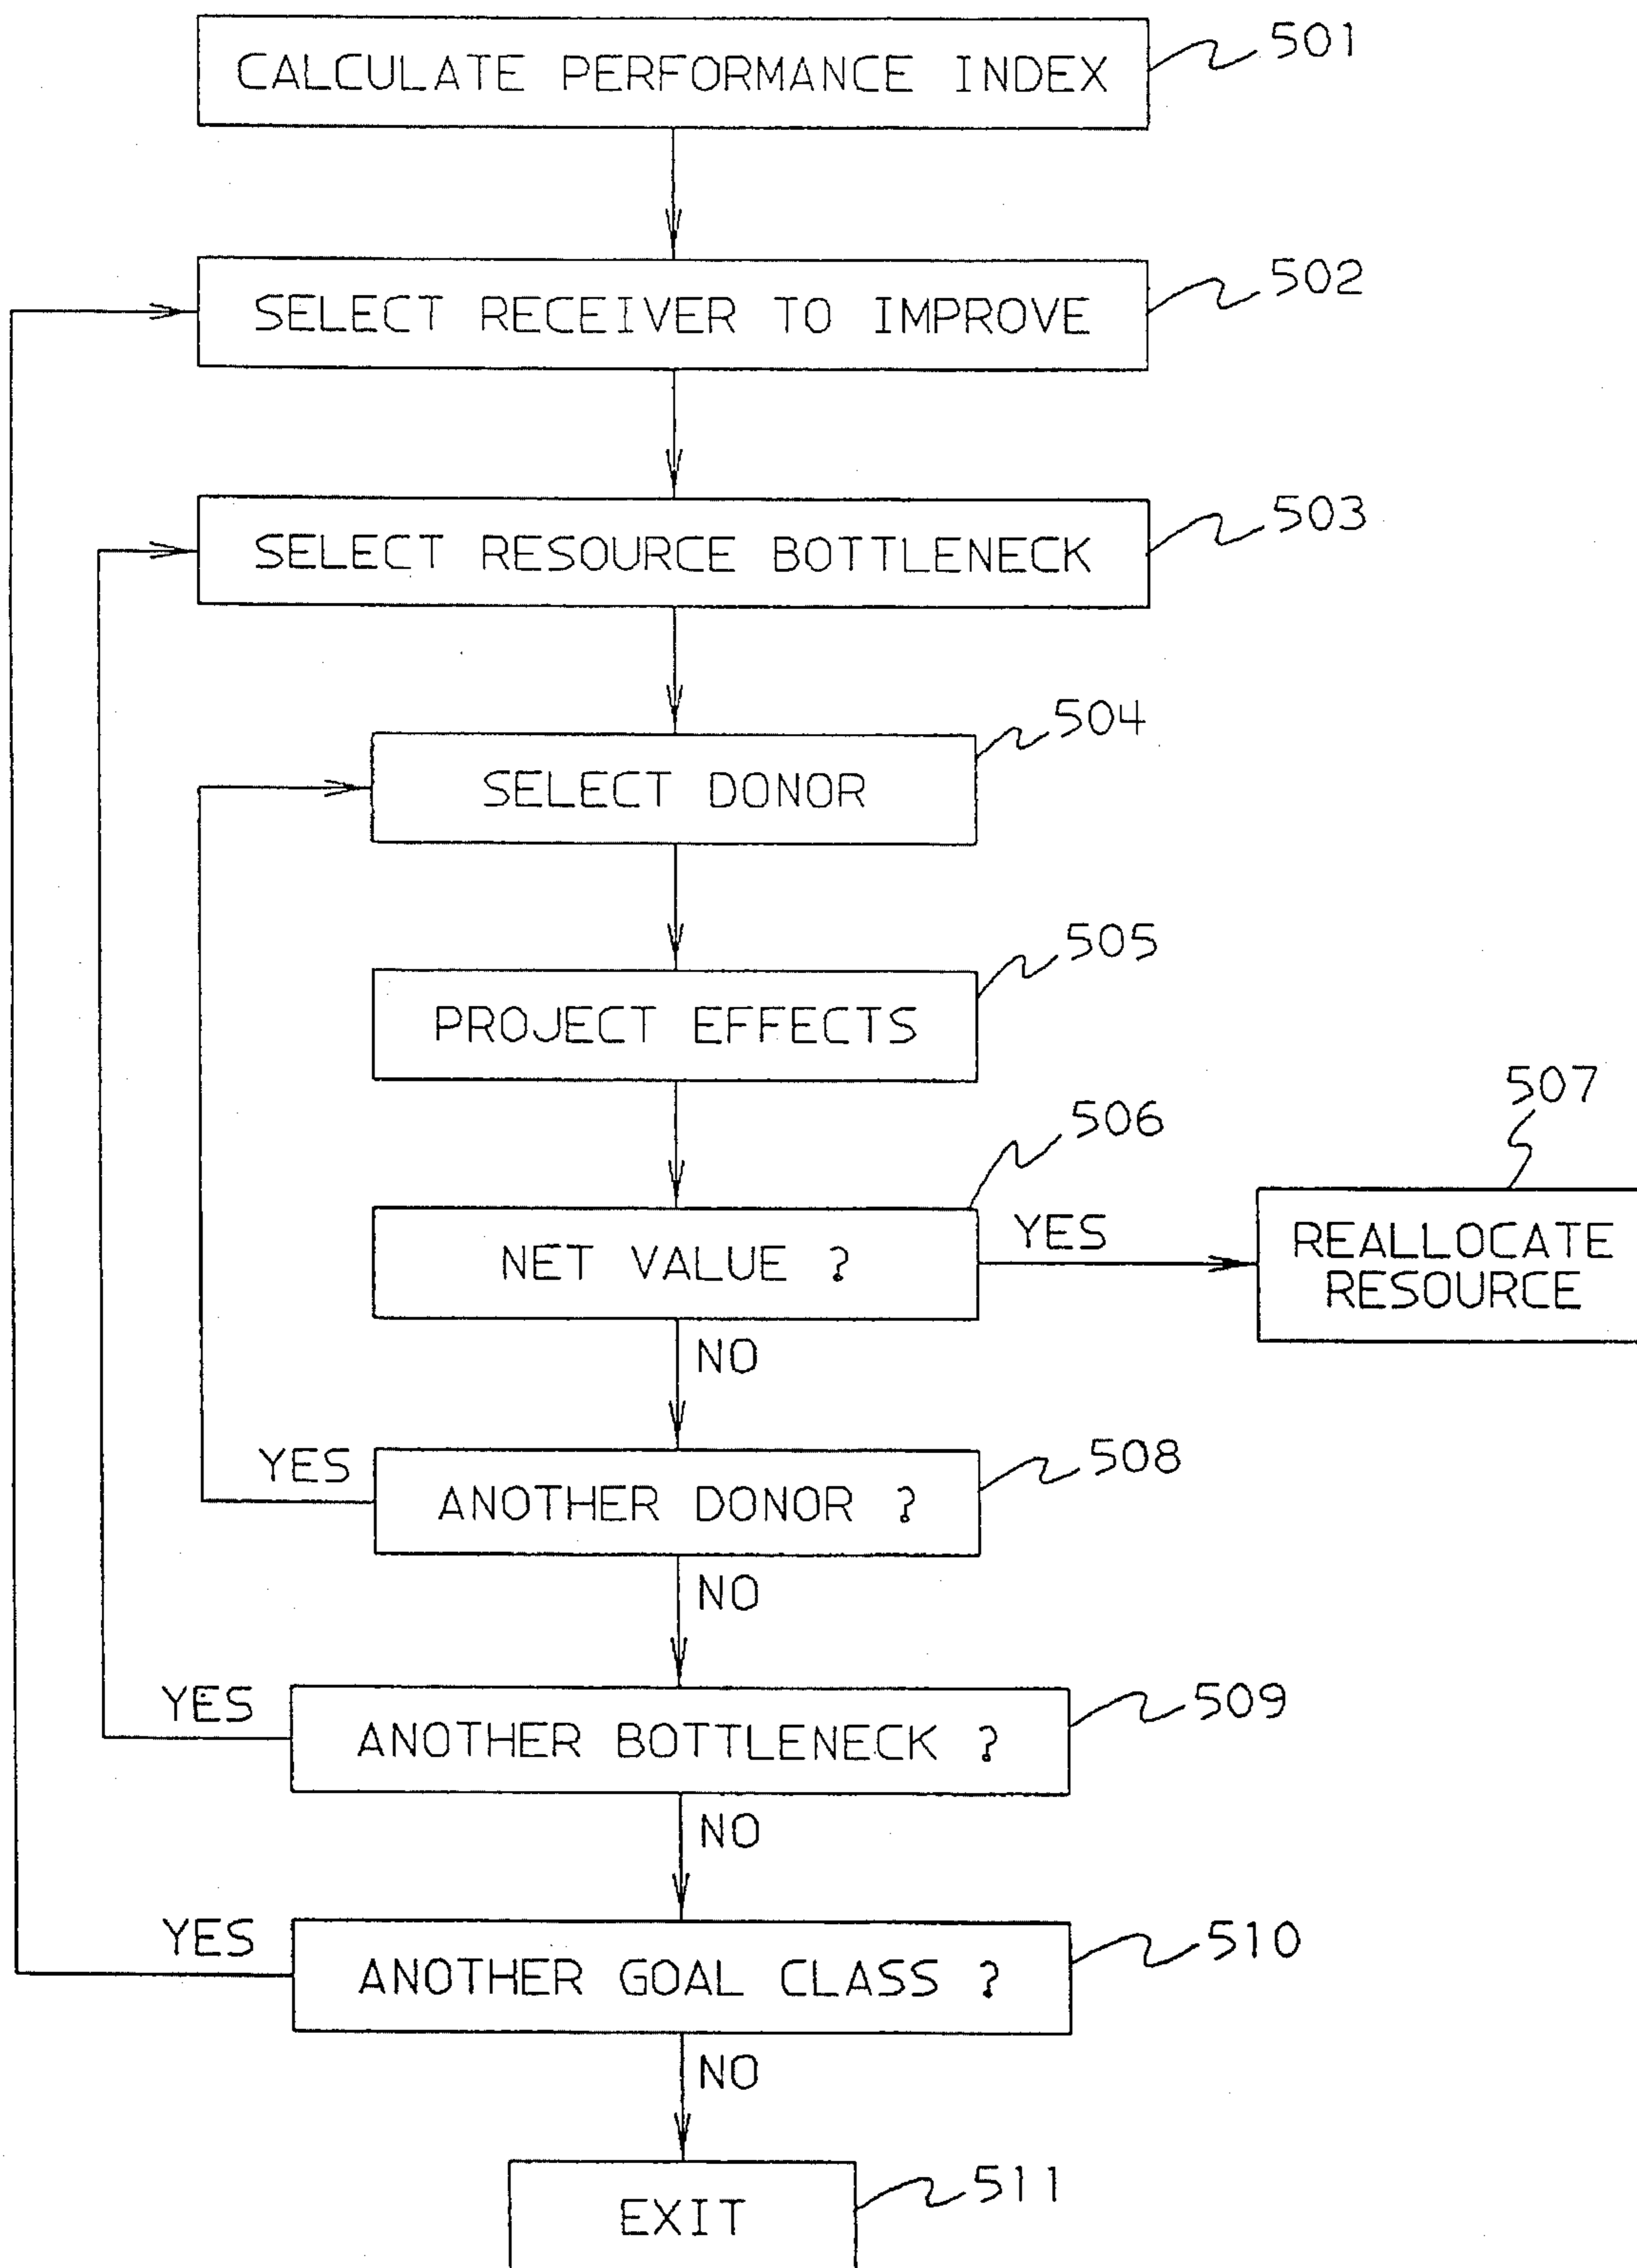 CALCULATE PERFORMANCE INDEX
501
SELECT RECEIVER TO IMPROVE
502
SELECT RESOURCE BOTTLENECK
503
SELECT DONOR
504
PROJECT EFFECTS
505
NET VALUE ?
506
YES
REALLOCATE
RESOURCE
507
NO
YES
ANOTHER DONOR ?
508
NO
YES
ANOTHER BOTTLENECK ?
509
NO
YES
ANOTHER GOAL CLASS ?
510
NO
EXIT
511